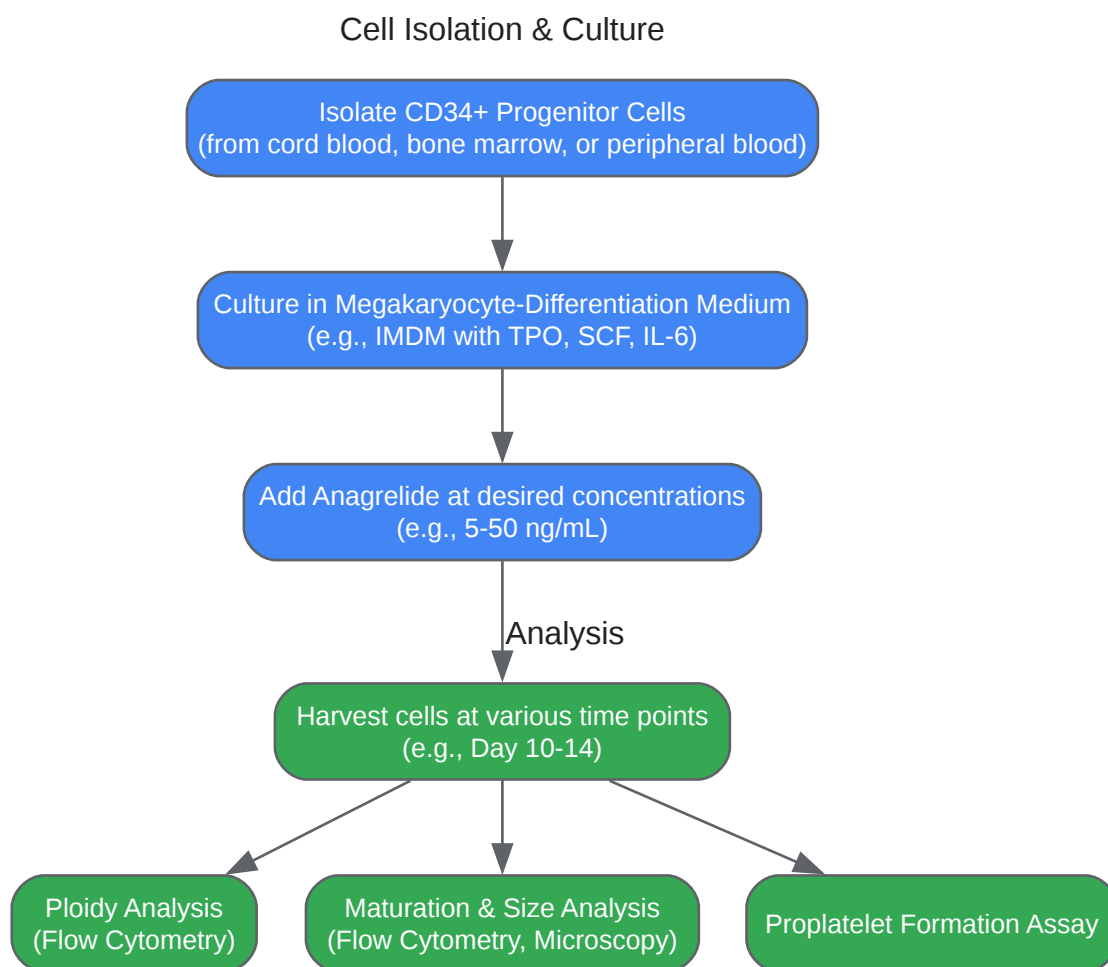 Cell Isolation & Culture
Isolate CD34+ Progenitor Cells
(from cord blood, bone marrow, or peripheral blood)
Culture in Megakaryocyte-Differentiation Medium
(e.g., IMDM with TPO, SCF, IL-6)
Add Anagrelide at desired concentrations
(e.g., 5-50 ng/mL)
Analysis
Harvest cells at various time points
(e.g., Day 10-14)
Ploidy Analysis
(Flow Cytometry)
Maturation & Size Analysis
(Flow Cytometry, Microscopy)
Proplatelet Formation Assay